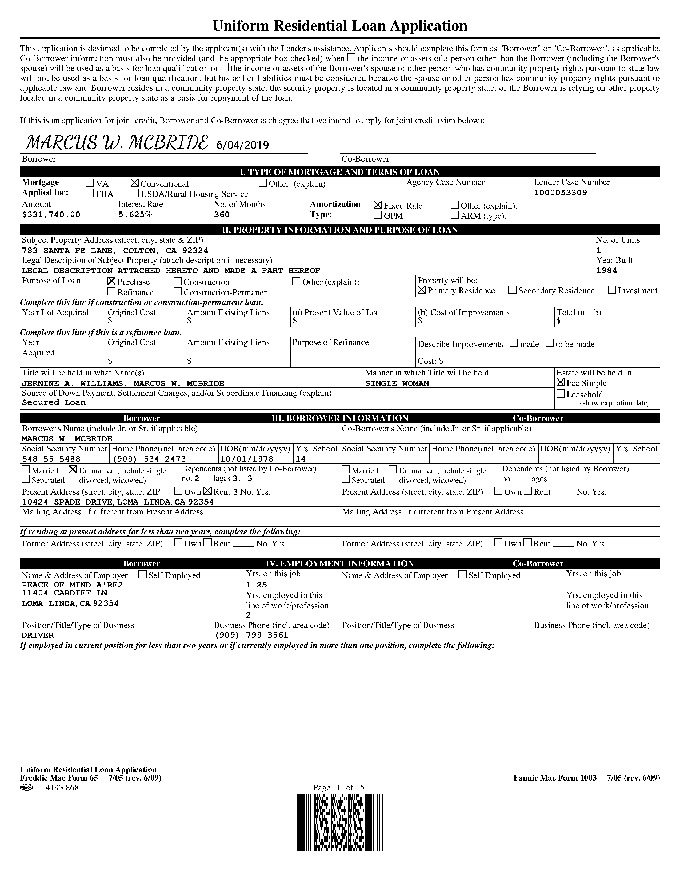 Uniform Residential Loan Application
This application is designed to be completed by the applicant(s) with the Lender's assistance. Applicants should complete this form as "Borrower" or "Co-Borrower", as applicable.
Co-Borrower information must also be provided (and the appropriate box checked) when the income or assets of a person other than the Borrower (including the Borrower's
spouse) will be used as a basis for loan qualification or the income or assets of the Borrower's spouse or other person who has community property rights pursuant to state law
will not be used as a basis for loan qualification, but his or her liabilities must be considered because the spouse or other person has community property rights pursuant to
applicable law and Borrower resides in a community property state, the security property is located in a community property state, or the Borrower is relying on other property
located in a community property state as a basis for repayment of the loan.
If this is an application for joint credit, Borrower and Co-Borrower each agree that we intend to apply for joint credit (sign below):
MARCUS W. MCBRIDE 6/04/2019
Borrower Co-Borrower
I. TYPE OF MORTGAGE AND TERMS OF LOAN
Mortgage VA Conventional Other (explain): Agency Case Number Lender Case Number
Applied for: FHA USDA/Rural Housing Service 1000053309
Amount Interest Rate No. of Months Amortization Fixed Rate Other (explain):
$331,740.00 5.625% 360 Type: GPM ARM (type):
II. PROPERTY INFORMATION AND PURPOSE OF LOAN
Subject Property Address (street, city, state & ZIP) No. of Units
783 SANTA FE LANE, COLTON, CA 92324 1
Legal Description of Subject Property (attach description if necessary) Year Built
LEGAL DESCRIPTION ATTACHED HERETO AND MADE A PART HEREOF 1984
Purpose of Loan Purchase Construction Other (explain): Property will be:
Refinance Construction-Permanent Primary Residence Secondary Residence Investment
Complete this line if construction or construction-permanent loan.
Year Lot Acquired Original Cost Amount Existing Liens (a) Present Value of Lot (b) Cost of Improvements Total
$ $ $ $ $
Complete this line if this is a refinance loan.
Year Original Cost Amount Existing Liens Purpose of Refinance Describe Improvements made to be made
Acquired
$ $ Cost: $
Title will be held in what Name(s) Manner in which Title will be held Estate will be held in
JERNINE A. WILLIAMS, MARCUS W. MCBRIDE SINGLE WOMAN Fee Simple
Source of Down Payment, Settlement Charges, and/or Subordinate Financing (explain) Leasehold
Secured Loan (show expiration date)
Borrower III. BORROWER INFORMATION Co-Borrower
Borrower's Name (include Jr. or Sr. if applicable) Co-Borrower's Name (include Jr. or Sr. if applicable)
MARCUS W. MCBRIDE
Social Security Number Home Phone (incl. area code) DOB (mm/dd/yyyy) Yrs. School Social Security Number Home Phone (incl. area code) DOB (mm/dd/yyyy) Yrs. School
548 55 5488 (909) 534 2473 10/01/1978 14
Married Unmarried (include single, Dependents (not listed by Co-Borrower) Married Dependents (not listed by Borrower)
Separated divorced, widowed) no. 2 ages 3, 3 Separated divorced, widowed) no. ages
Present Address (street, city, state, ZIP) Own Rent 3 No. Yrs. Present Address (street, city, state, ZIP) Own Rent No. Yrs.
10424 SPADE DRIVE, LOMA LINDA, CA 92354
Mailing Address, if different from Present Address Mailing Address, if different from Present Address
If residing at present address for less than two years, complete the following:
Former Address (street, city, state, ZIP) Own Rent No. Yrs. Former Address (street, city, state, ZIP) Own Rent No. Yrs.
Borrower IV. EMPLOYMENT INFORMATION Co-Borrower
Name & Address of Employer Self Employed Yrs. on this job Name & Address of Employer Self Employed Yrs. on this job
PEACE OF MIND 1.25
11404 CARDIFF LN Yrs. employed in this Yrs. employed in this
LOMA LINDA, CA 92354 line of work/profession line of work/profession
2
Position/Title/Type of Business Business Phone (incl. area code) Position/Title/Type of Business Business Phone (incl. area code)
DRIVER (909) 799 3561
If employed in current position for less than two years or if currently employed in more than one position, complete the following:
Uniform Residential Loan Application
Freddie Mac Form 65 7/05 (rev. 6/09) Fannie Mae Form 1003 7/05 (rev. 6/09)
Page 1 of 5